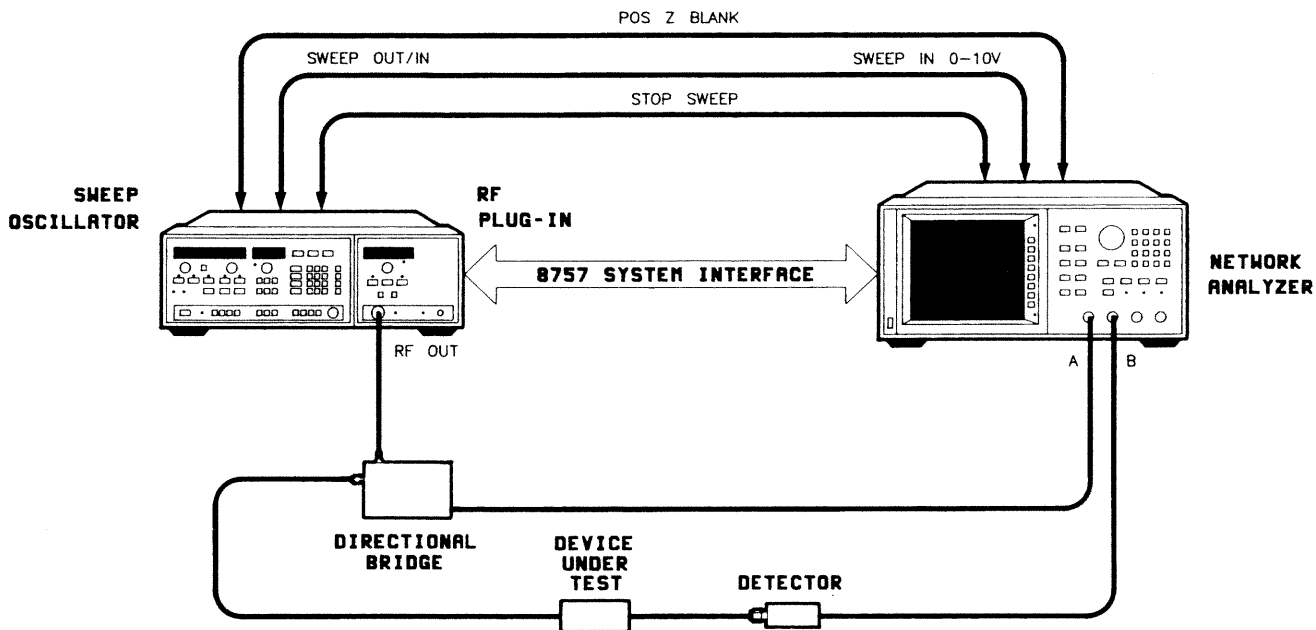 POS Z BLANK
SWEEP OUT/IN
SWEEP IN 0-10V
STOP SWEEP
SWEEP
OSCILLATOR
RF
PLUG-IN
8757 SYSTEM INTERFACE
NETWORK
ANALYZER
RF OUT
A
B
DIRECTIONAL
BRIDGE
DEVICE
UNDER
TEST
DETECTOR